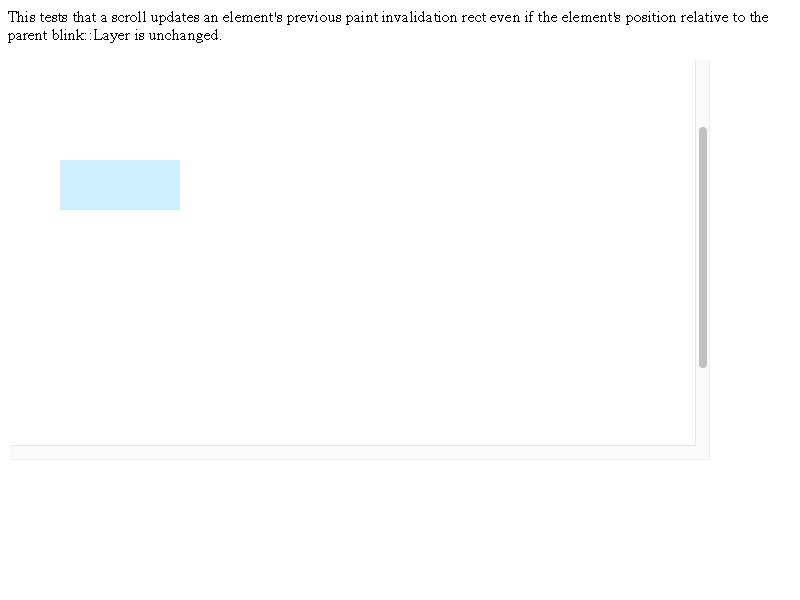 This tests that a scroll updates an element's previous paint invalidation rect even if the element's position relative to the
parent blink::Layer is unchanged.